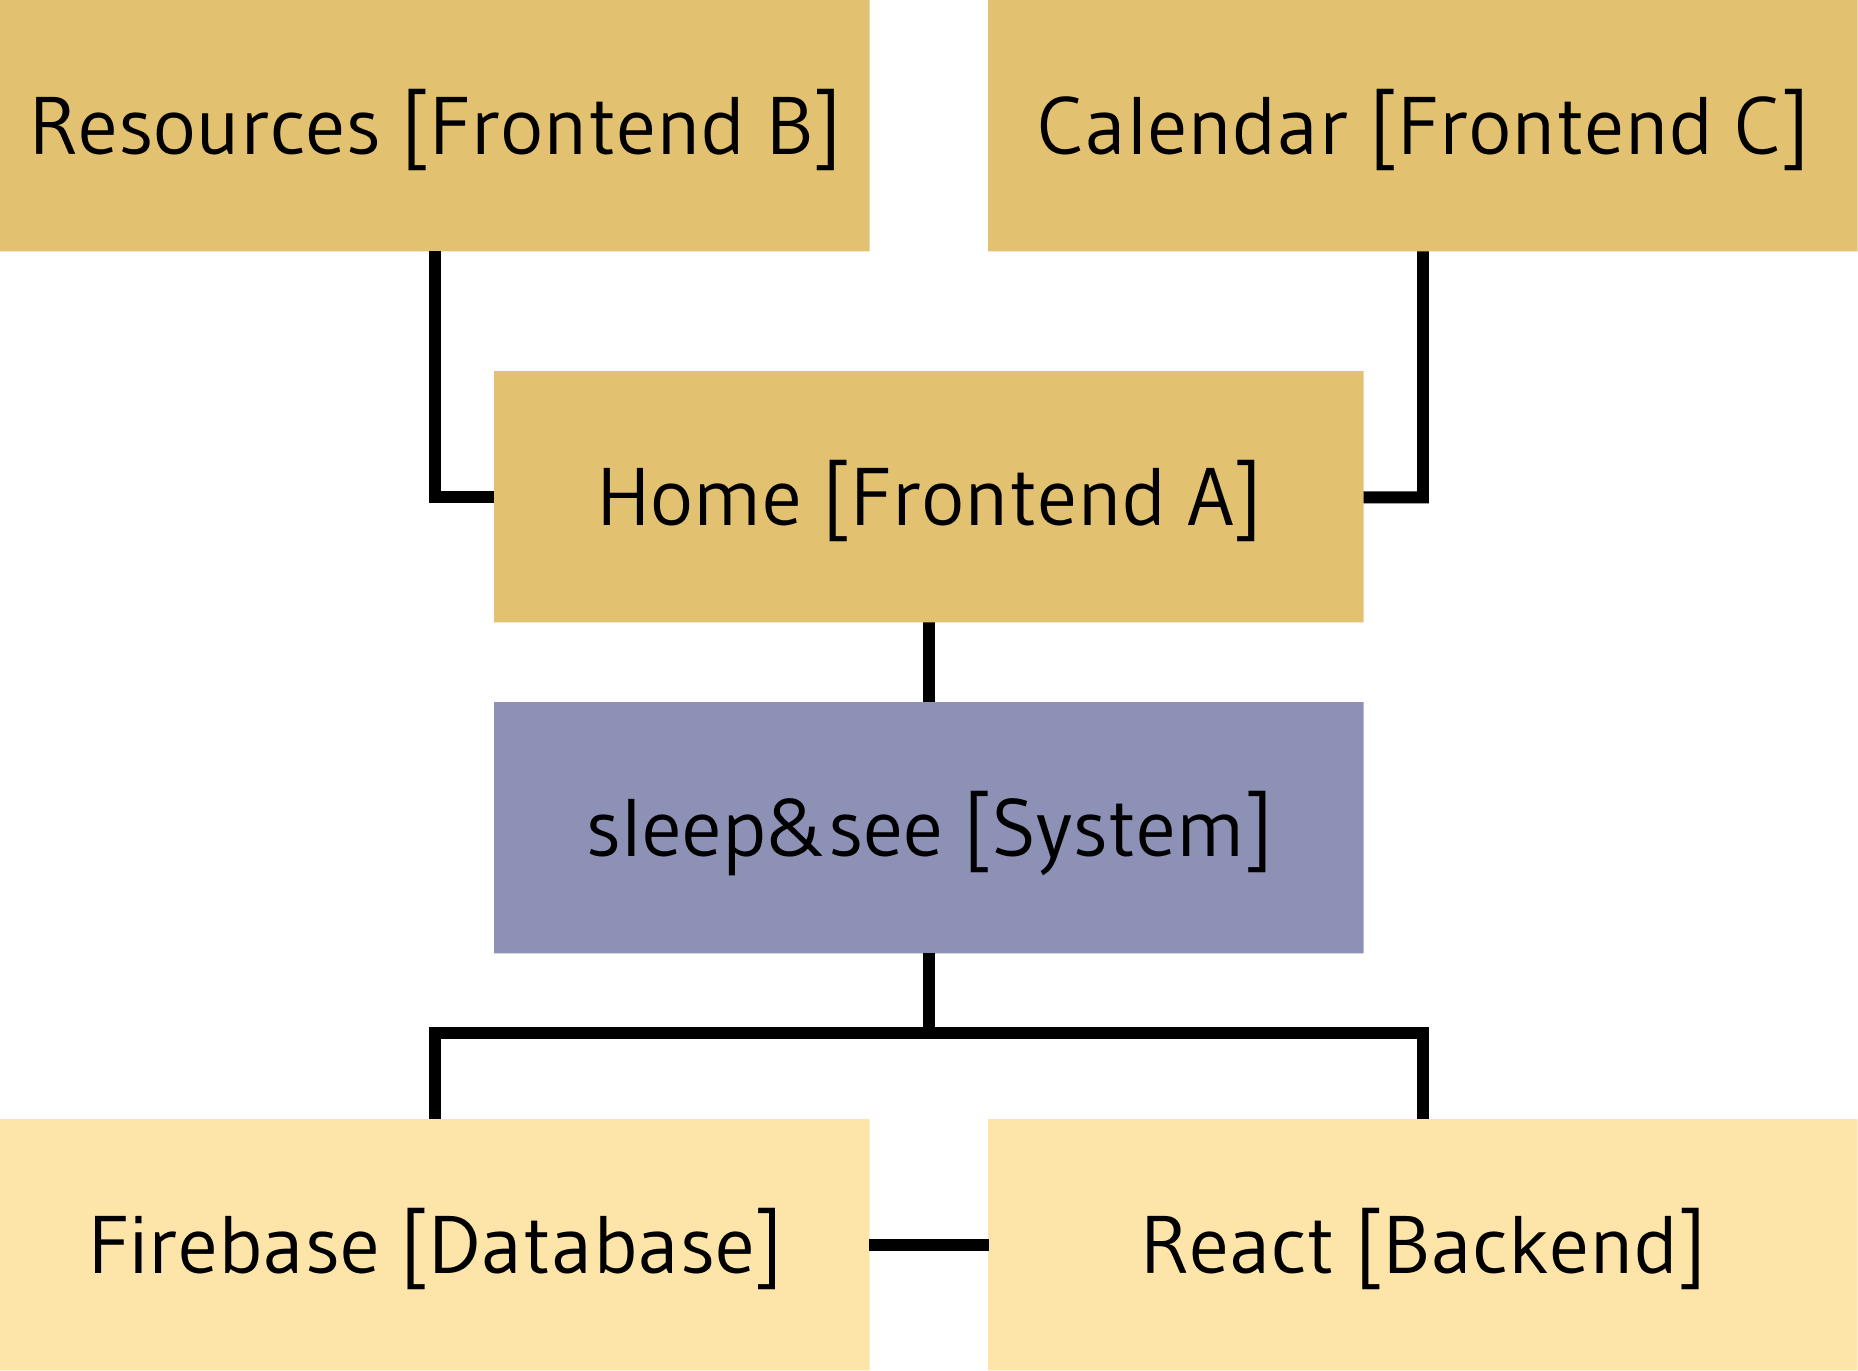 Resources [Frontend B]
Calendar [Frontend C]
Home [Frontend A]
sleep&see [System]
Firebase [Database]
React [Backend]